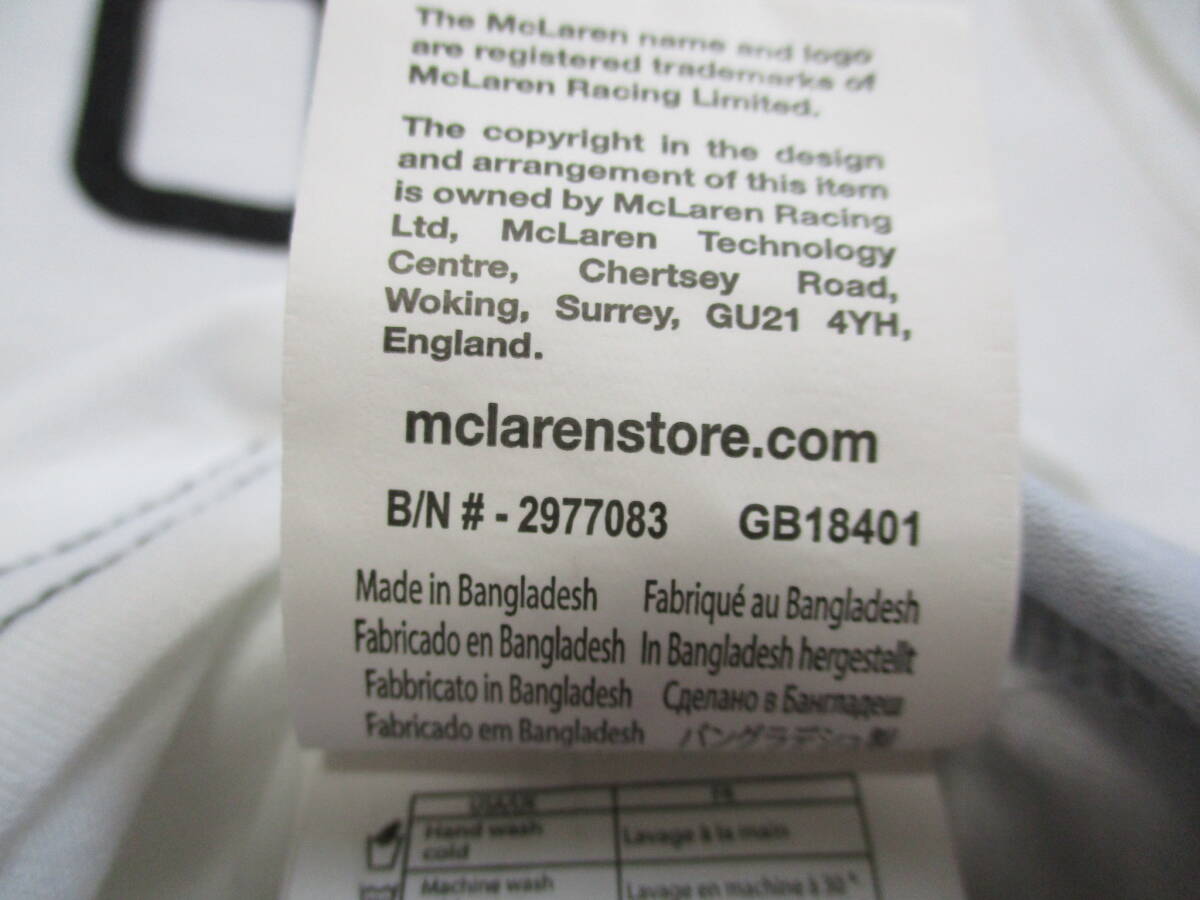 The McLaren name and logo
are registered trademarks of
McLaren Racing Limited.
The copyright in the design
and arrangement of this item
is owned by McLaren Racing
Ltd, McLaren Technology
Centre, Chertsey Road,
Woking, Surrey, GU21 4YH,
England.
mclarenstore.com
B/N # - 2977083 GB18401
Made in Bangladesh Fabriqué au Bangladesh
Fabricado en Bangladesh In Bangladesh hergestellt
Fabbricato in Bangladesh Сделано в Бангладеш
Fabricado em Bangladesh バングラデシュ製
Hand wash Lavage à la main
cold
Machine wash Lavage en machine à 30°